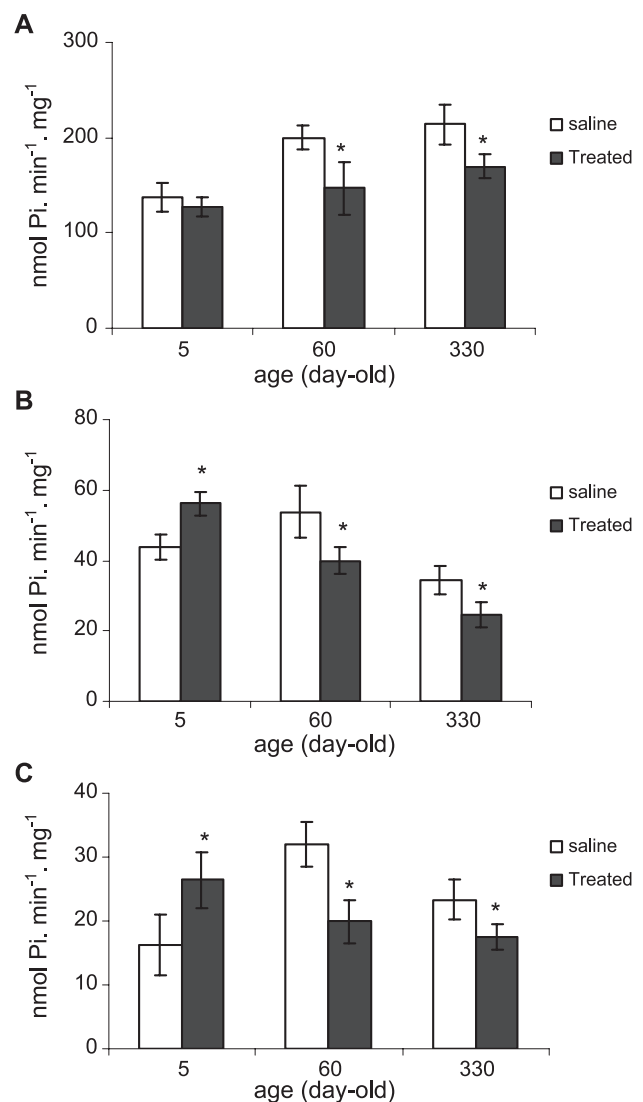 A
300
200
100
0
nmol Pi. min⁻¹. mg⁻¹
*
*
saline
Treated
5 60 330
age (day-old)
B
80
60
40
20
0
nmol Pi. min⁻¹. mg⁻¹
*
*
*
saline
Treated
5 60 330
age (day-old)
C
40
30
20
10
0
nmol Pi. min⁻¹. mg⁻¹
*
*
*
saline
Treated
5 60 330
age (day-old)